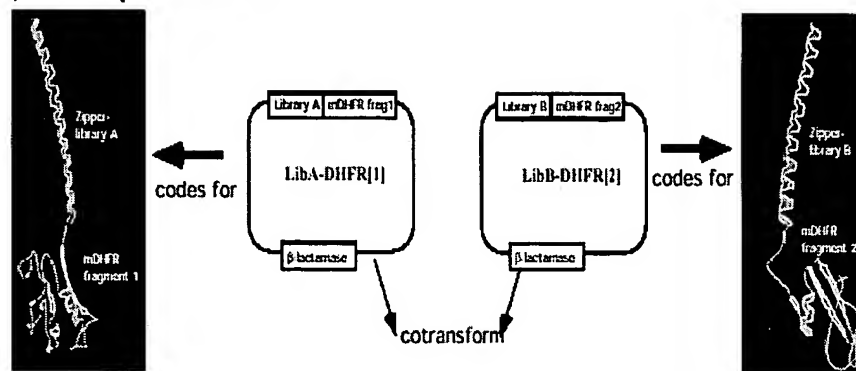 Zipper-
library A
mDHFR
fragment 1
codes for
Library A mDHFR frag1
LibA-DHFR[1]
β-lactamase
Library B mDHFR frag2
LibB-DHFR[2]
β-lactamase
cotransform
codes for
Zipper-
library B
mDHFR
fragment 2